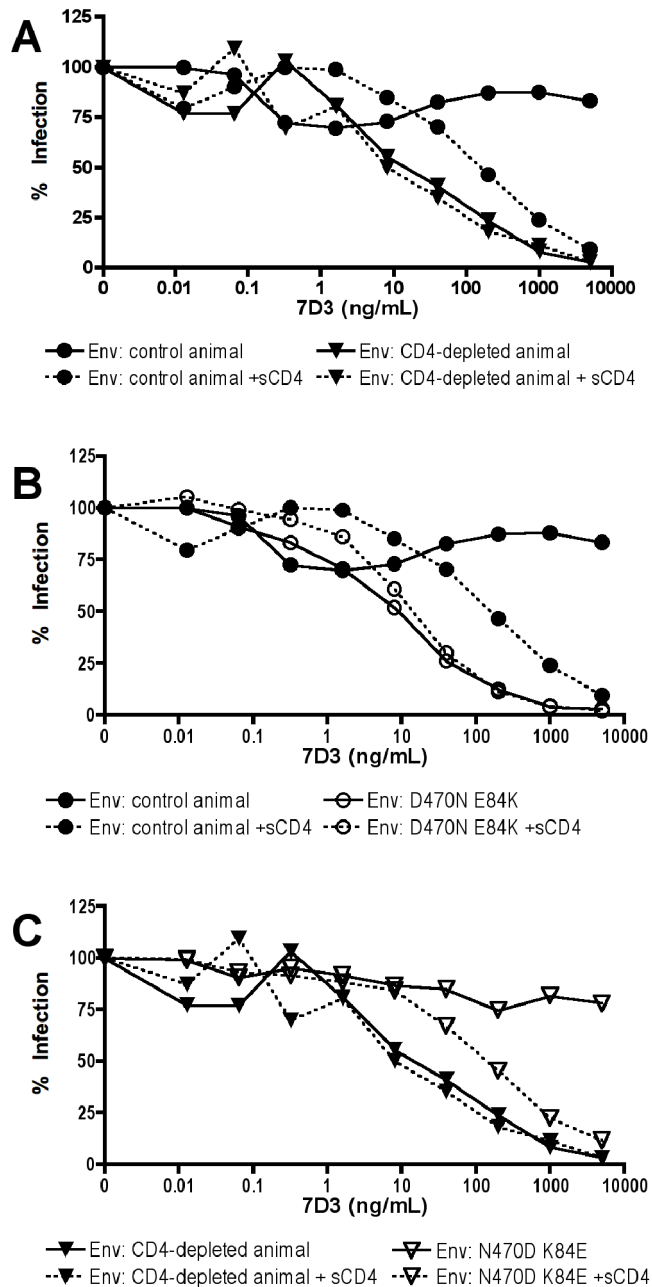 A
125
100
75
50
25
0
% Infection
0 0.01 0.1 1 10 100 1000 10000
7D3 (ng/mL)
Env: control animal Env: CD4-depleted animal
Env: control animal +sCD4 Env: CD4-depleted animal + sCD4
B
125
100
75
50
25
0
% Infection
0 0.01 0.1 1 10 100 1000 10000
7D3 (ng/mL)
Env: control animal Env: D470N E84K
Env: control animal +sCD4 Env: D470N E84K +sCD4
C
125
100
75
50
25
0
% Infection
0 0.01 0.1 1 10 100 1000 10000
7D3 (ng/mL)
Env: CD4-depleted animal Env: N470D K84E
Env: CD4-depleted animal + sCD4 Env: N470D K84E +sCD4